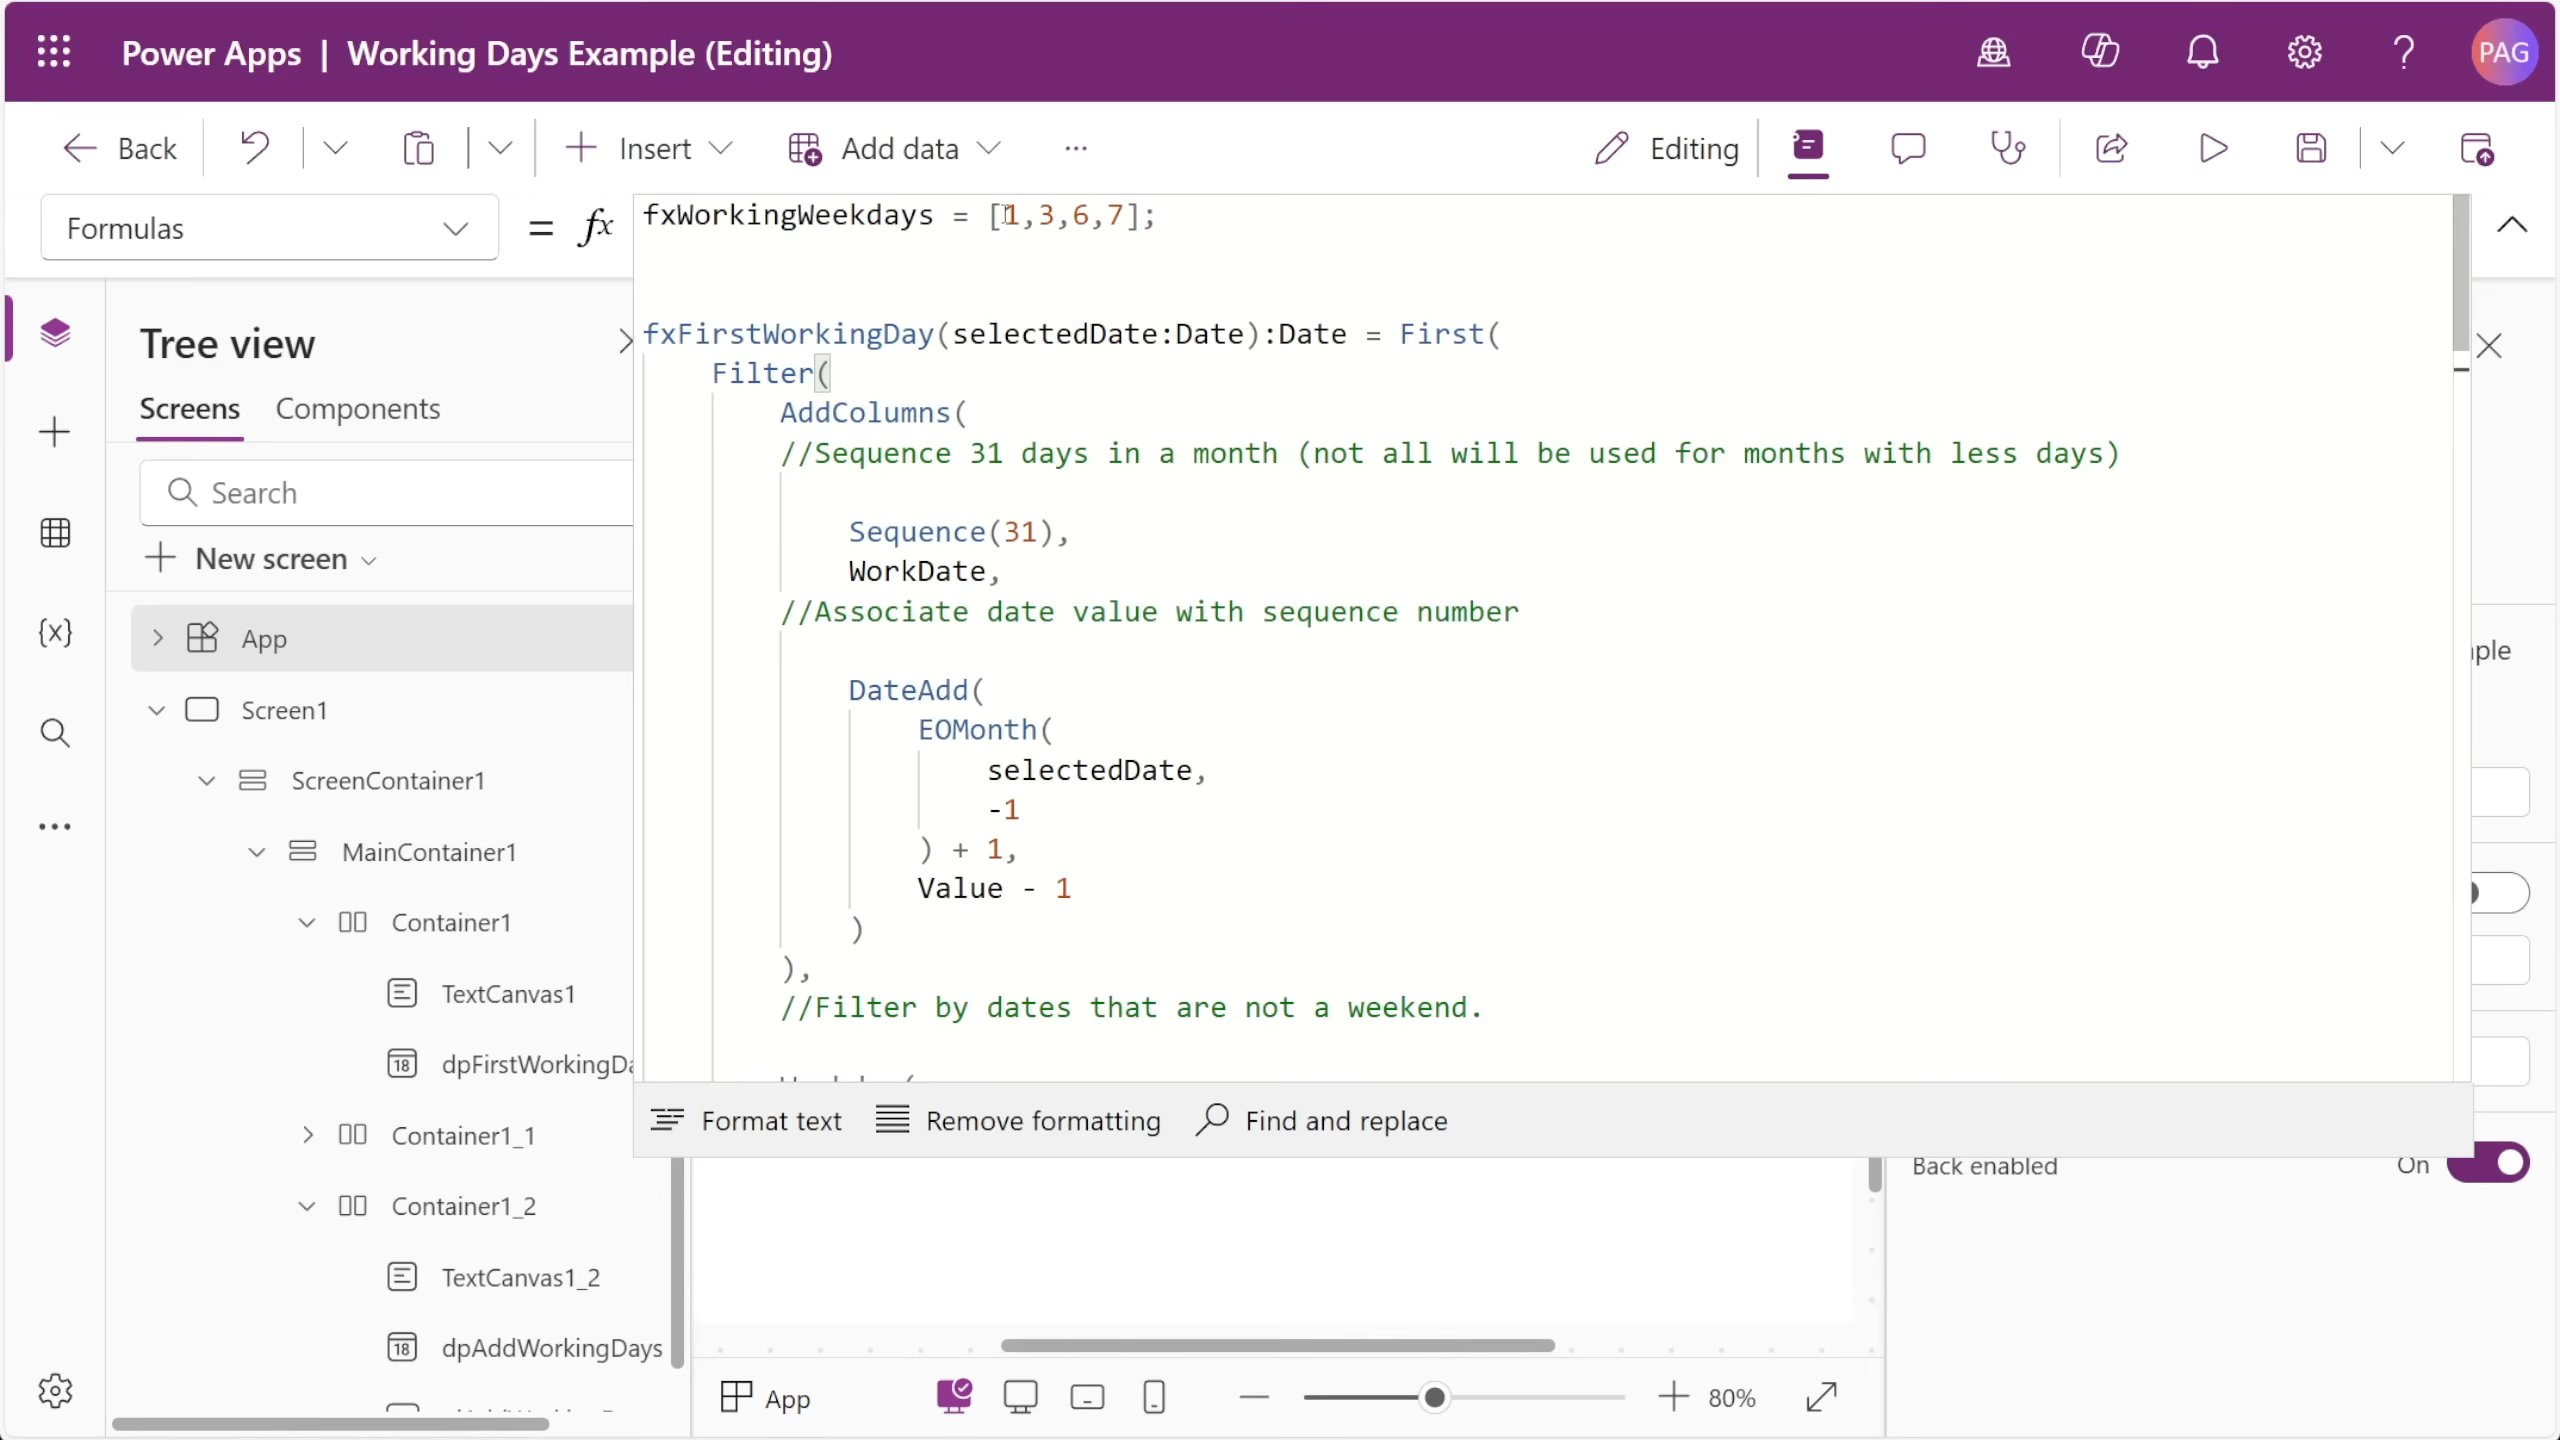 Power Apps | Working Days Example (Editing)
PAG
Back
Insert
Add data
Editing
Formulas
= fx
fxWorkingWeekdays = [1,3,6,7];
fxFirstWorkingDay(selectedDate:Date):Date = First(
Filter(
AddColumns(
//Sequence 31 days in a month (not all will be used for months with less days)
Sequence(31),
WorkDate,
//Associate date value with sequence number
DateAdd(
EOMonth(
selectedDate,
-1
) + 1,
Value - 1
)
),
//Filter by dates that are not a weekend.
Format text
Remove formatting
Find and replace
Tree view
Screens
Components
Search
New screen
App
Screen1
ScreenContainer1
MainContainer1
Container1
TextCanvas1
dpFirstWorkingDa
Container1_1
Container1_2
TextCanvas1_2
dpAddWorkingDays
ple
Back enabled
On
App
80%